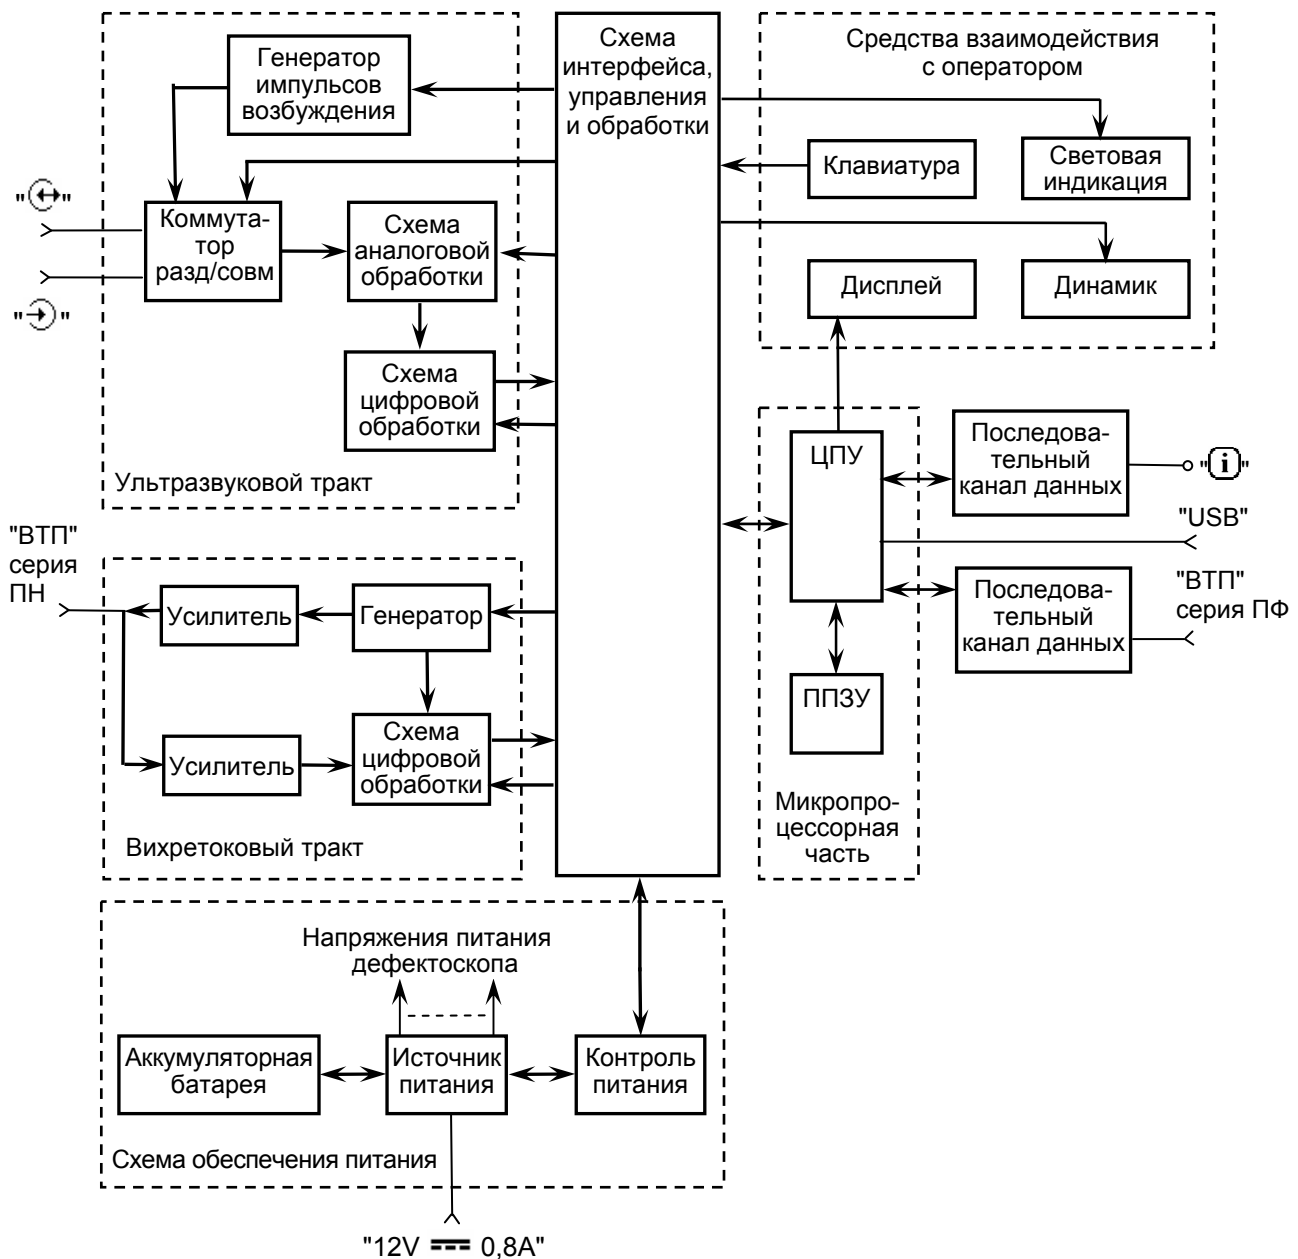 Генератор
импульсов
возбуждения
Схема
интерфейса,
управления
и обработки
Средства взаимодействия
с оператором
Клавиатура
Световая
индикация
Дисплей
Динамик
"↔"
"→"
Коммута-
тор
разд/совм
Схема
аналоговой
обработки
Схема
цифровой
обработки
Ультразвуковой тракт
ЦПУ
Последова-
тельный
канал данных
"i"
"USB"
"ВТП"
серия ПФ
Последова-
тельный
канал данных
ППЗУ
Микропро-
цессорная
часть
"ВТП"
серия
ПН
Усилитель
Генератор
Усилитель
Схема
цифровой
обработки
Вихретоковый тракт
Напряжения питания
дефектоскопа
Аккумуляторная
батарея
Источник
питания
Контроль
питания
Схема обеспечения питания
"12V ⎓ 0,8A"